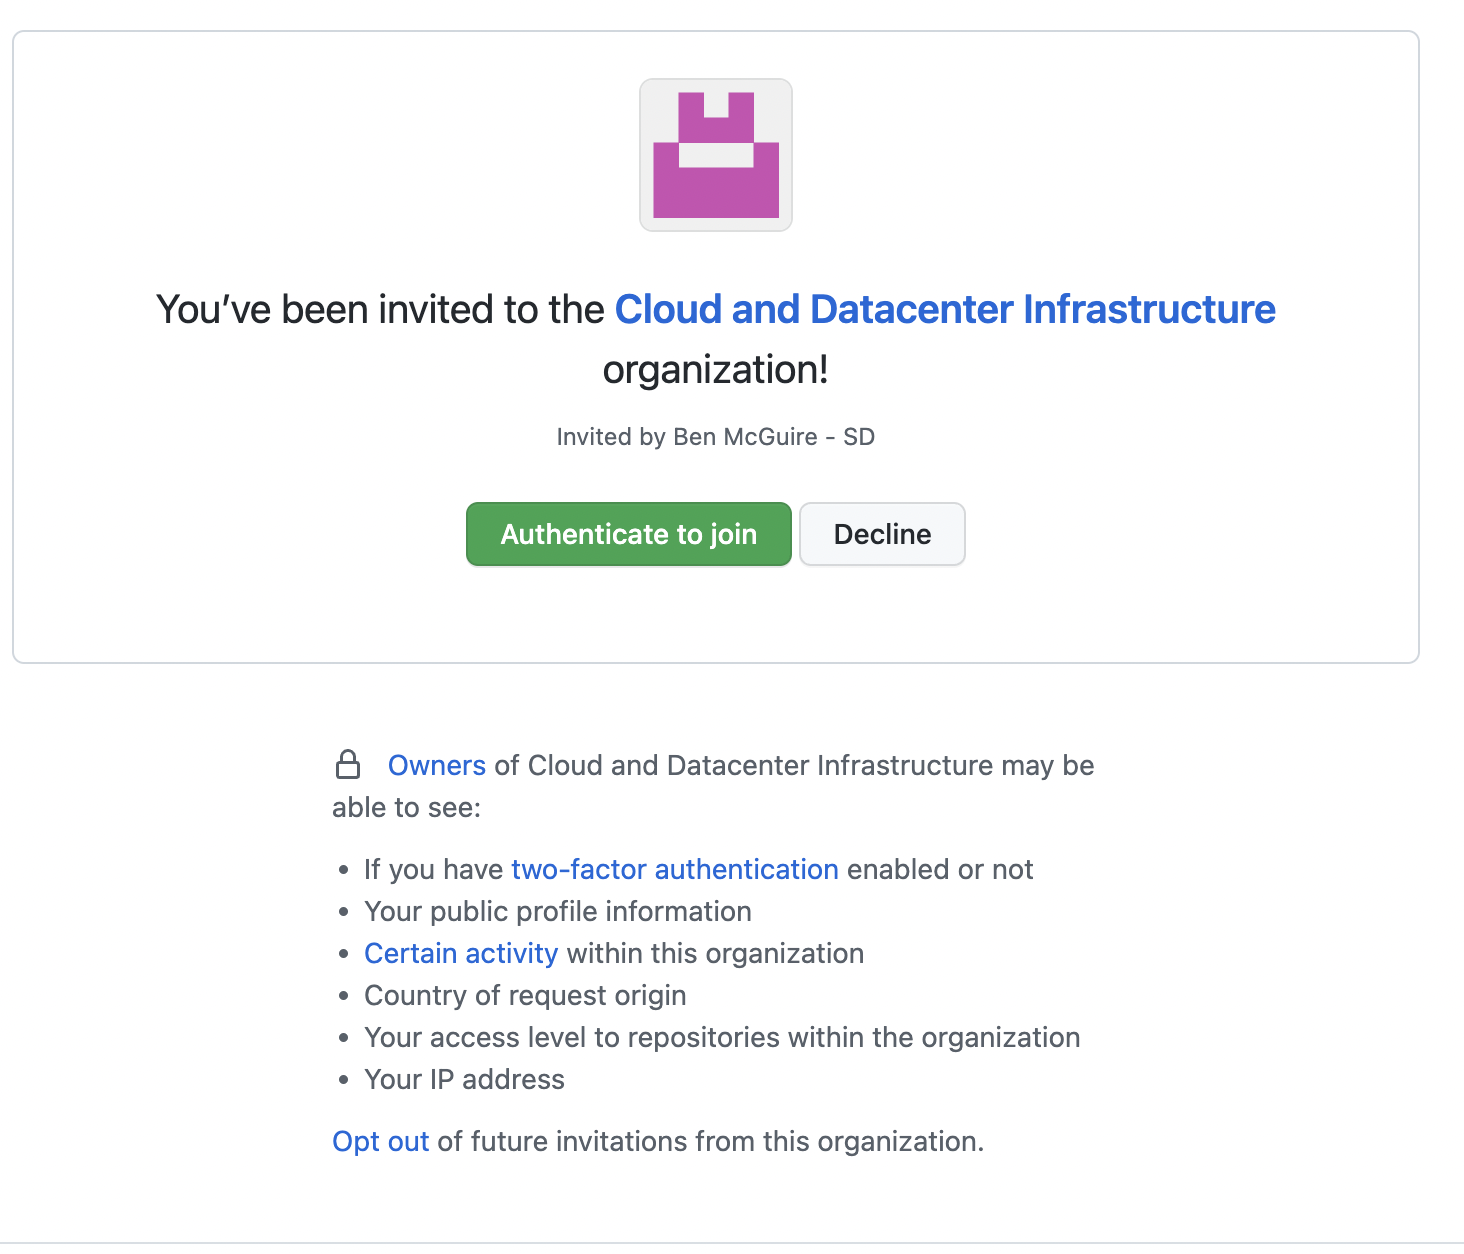 You’ve been invited to the Cloud and Datacenter Infrastructure
organization!
Invited by Ben McGuire - SD
Authenticate to join
Decline
Owners of Cloud and Datacenter Infrastructure may be
able to see:
• If you have two-factor authentication enabled or not
• Your public profile information
• Certain activity within this organization
• Country of request origin
• Your access level to repositories within the organization
• Your IP address
Opt out of future invitations from this organization.